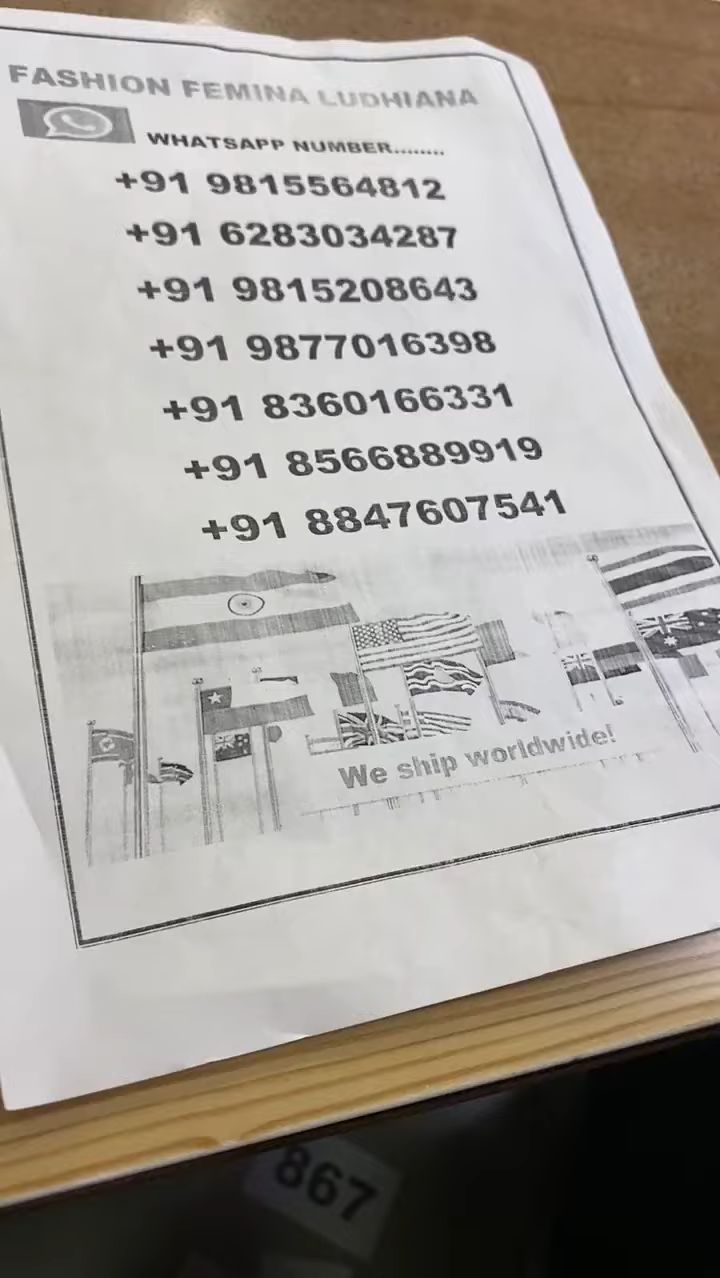 FASHION FEMINA LUDHIANA
WHATSAPP NUMBER........
+91 9815564812
+91 6283034287
+91 9815208643
+91 9877016398
+91 8360166331
+91 8566889919
+91 8847607541
We ship worldwide!
867